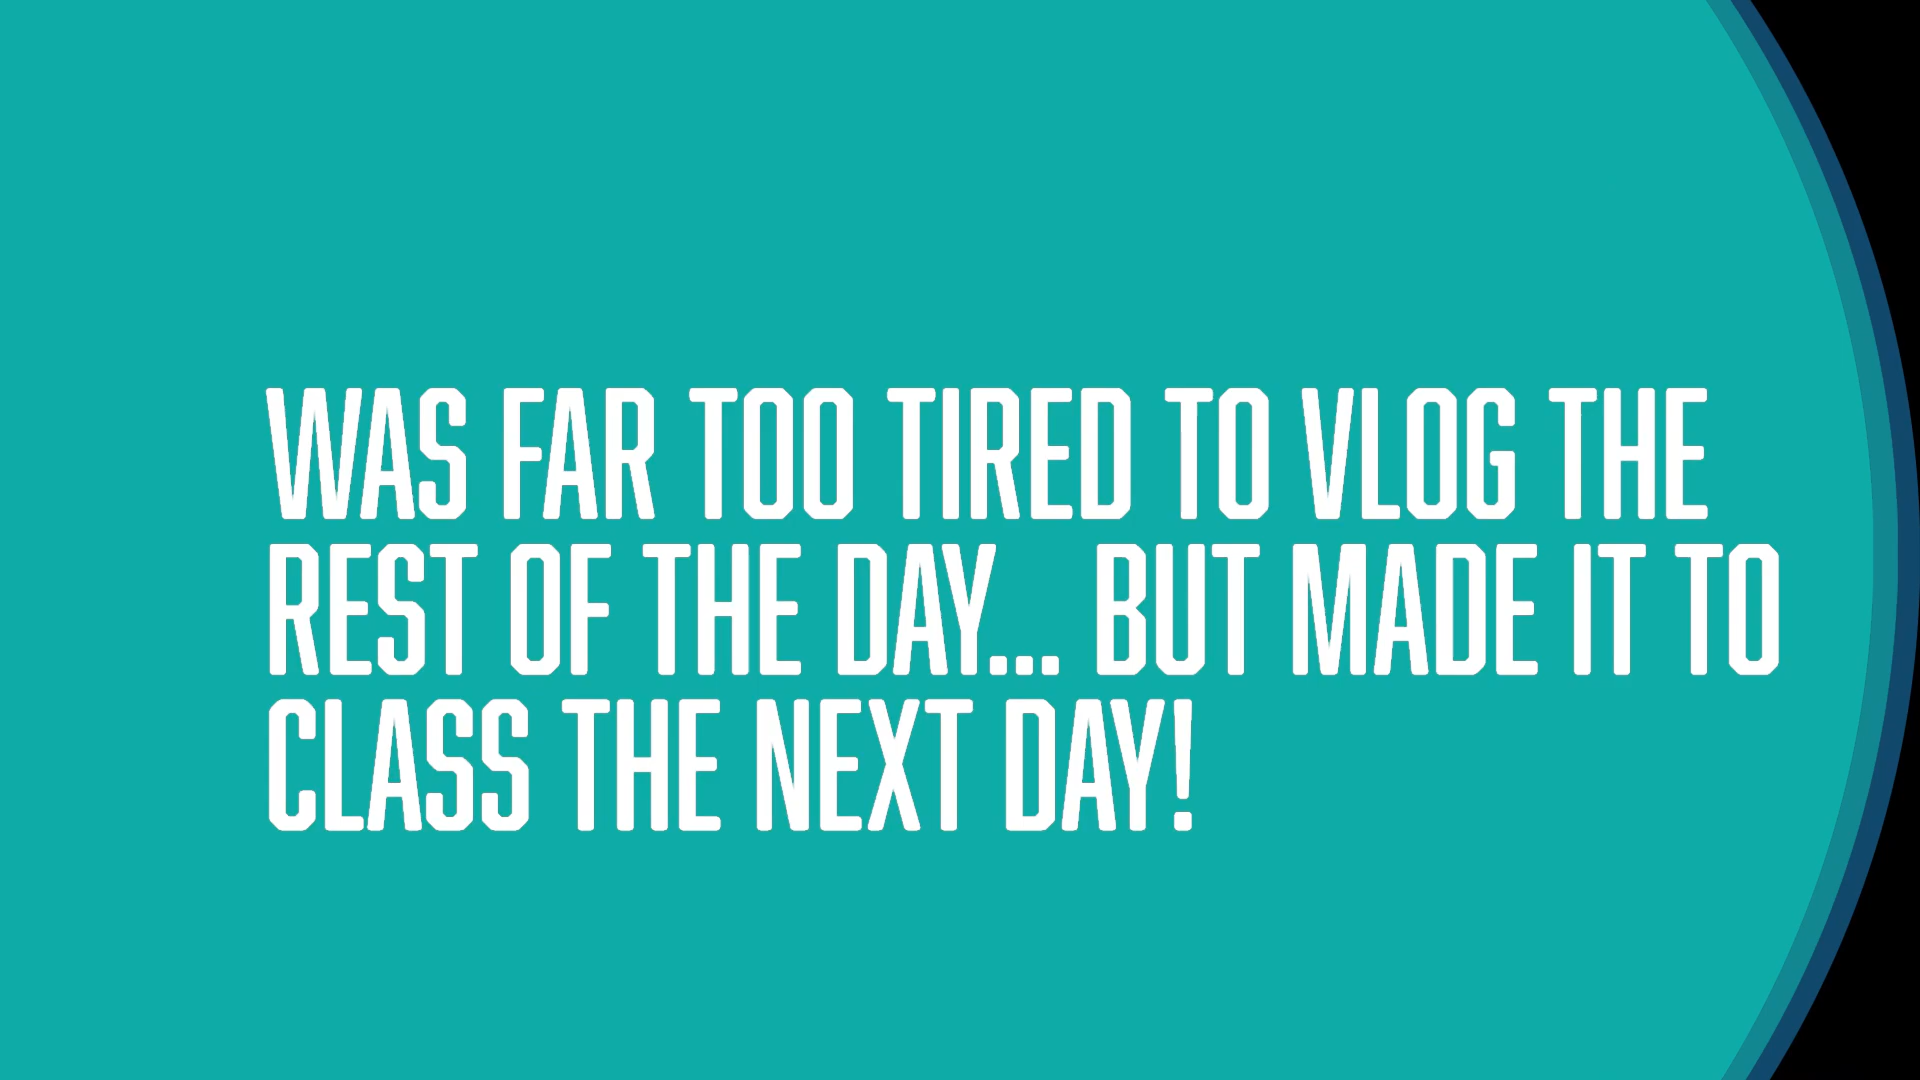 WAS FAR TOO TIRED TO VLOG THE
REST OF THE DAY... BUT MADE IT TO
CLASS THE NEXT DAY!